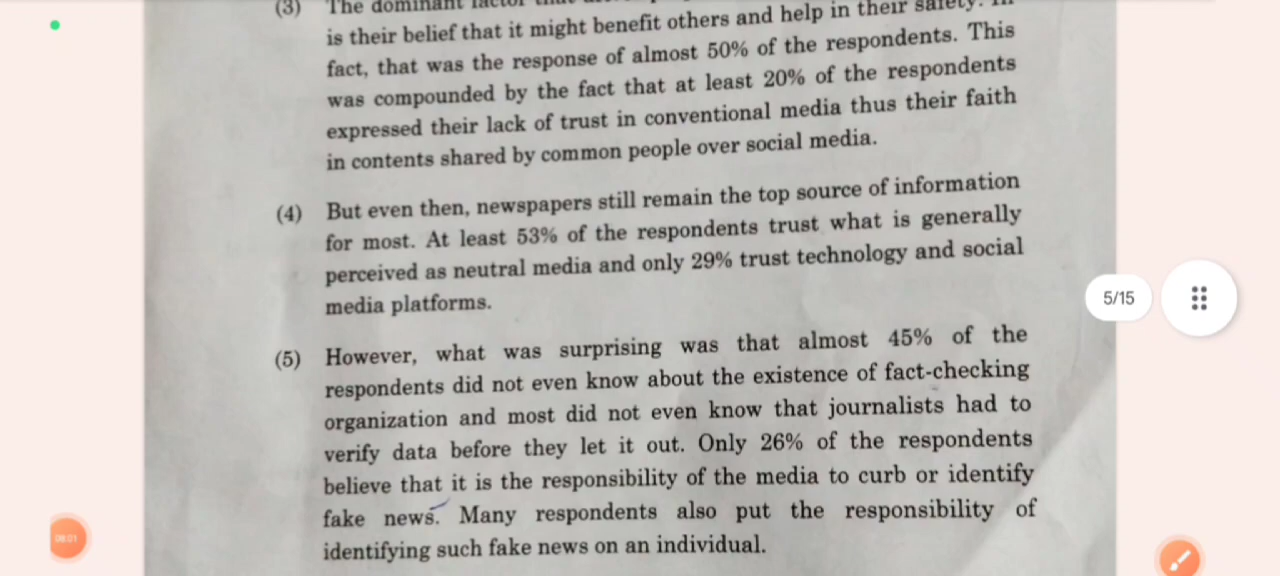 (3) The dominant factor that
is their belief that it might benefit others and help in their safety. In
fact, that was the response of almost 50% of the respondents. This
was compounded by the fact that at least 20% of the respondents
expressed their lack of trust in conventional media thus their faith
in contents shared by common people over social media.
(4) But even then, newspapers still remain the top source of information
for most. At least 53% of the respondents trust what is generally
perceived as neutral media and only 29% trust technology and social
media platforms.
5/15
(5) However, what was surprising was that almost 45% of the
respondents did not even know about the existence of fact-checking
organization and most did not even know that journalists had to
verify data before they let it out. Only 26% of the respondents
believe that it is the responsibility of the media to curb or identify
fake news. Many respondents also put the responsibility of
identifying such fake news on an individual.
08:01